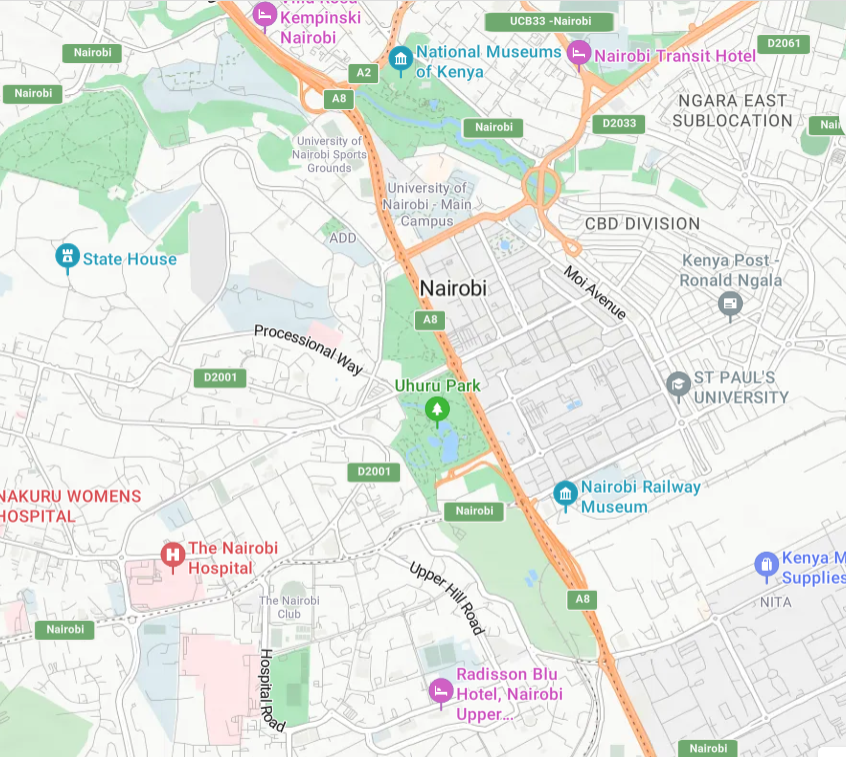 Kempinski
Nairobi
UCB33 -Nairobi
Nairobi
National Museums
of Kenya
Nairobi Transit Hotel
D2061
A2
Nairobi
A8
NGARA EAST
SUBLOCATION
Nairobi
D2033
Nai
University of
Nairobi Sports
Grounds
University of
Nairobi - Main
Campus
ADD
CBD DIVISION
State House
Kenya Post -
Ronald Ngala
Nairobi
Moi Avenue
A8
Processional Way
D2001
Uhuru Park
ST PAUL'S
UNIVERSITY
D2001
NAKURU WOMENS
HOSPITAL
Nairobi Railway
Museum
Nairobi
The Nairobi
Hospital
Upper Hill Road
Kenya M
Supplies
NITA
The Nairobi
Club
A8
Nairobi
Hospital Road
Radisson Blu
Hotel, Nairobi
Upper...
Nairobi